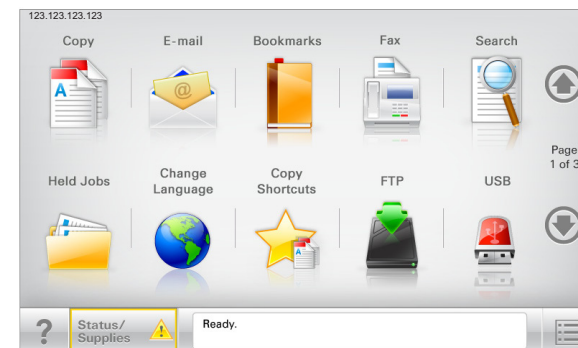 123.123.123.123
Copy
E-mail
Bookmarks
Fax
Search
Page
1 of 3
Held Jobs
Change
Language
Copy
Shortcuts
FTP
USB
?
Status/
Supplies
Ready.